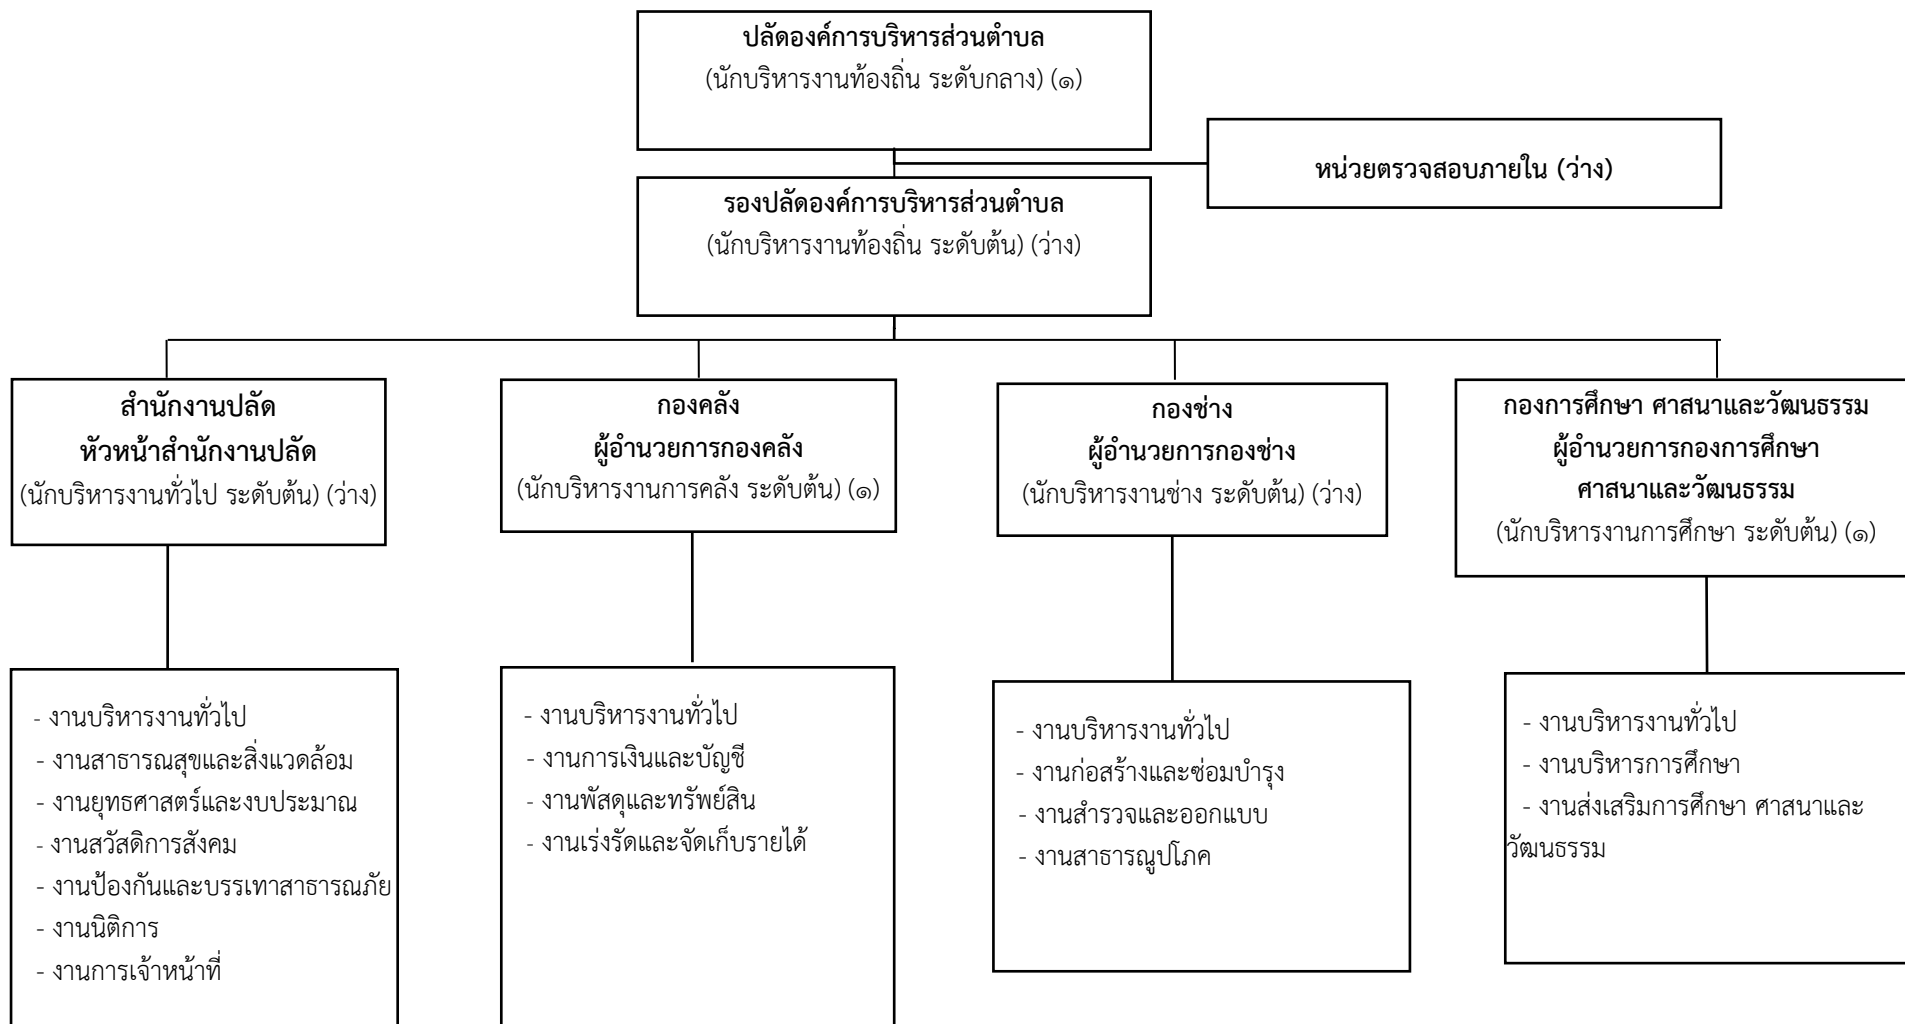 ปลัดองค์การบริหารส่วนตำบล
(นักบริหารงานท้องถิ่น ระดับกลาง) (๑)
หน่วยตรวจสอบภายใน (ว่าง)
รองปลัดองค์การบริหารส่วนตำบล
(นักบริหารงานท้องถิ่น ระดับต้น) (ว่าง)
สำนักงานปลัด
หัวหน้าสำนักงานปลัด
(นักบริหารงานทั่วไป ระดับต้น) (ว่าง)
กองคลัง
ผู้อำนวยการกองคลัง
(นักบริหารงานการคลัง ระดับต้น) (๑)
กองช่าง
ผู้อำนวยการกองช่าง
(นักบริหารงานช่าง ระดับต้น) (ว่าง)
กองการศึกษา ศาสนาและวัฒนธรรม
ผู้อำนวยการกองการศึกษา
ศาสนาและวัฒนธรรม
(นักบริหารงานการศึกษา ระดับต้น) (๑)
- งานบริหารงานทั่วไป
- งานสาธารณสุขและสิ่งแวดล้อม
- งานยุทธศาสตร์และงบประมาณ
- งานสวัสดิการสังคม
- งานป้องกันและบรรเทาสาธารณภัย
- งานนิติการ
- งานการเจ้าหน้าที่
- งานบริหารงานทั่วไป
- งานการเงินและบัญชี
- งานพัสดุและทรัพย์สิน
- งานเร่งรัดและจัดเก็บรายได้
- งานบริหารงานทั่วไป
- งานก่อสร้างและซ่อมบำรุง
- งานสำรวจและออกแบบ
- งานสาธารณูปโภค
- งานบริหารงานทั่วไป
- งานบริหารการศึกษา
- งานส่งเสริมการศึกษา ศาสนาและ
วัฒนธรรม